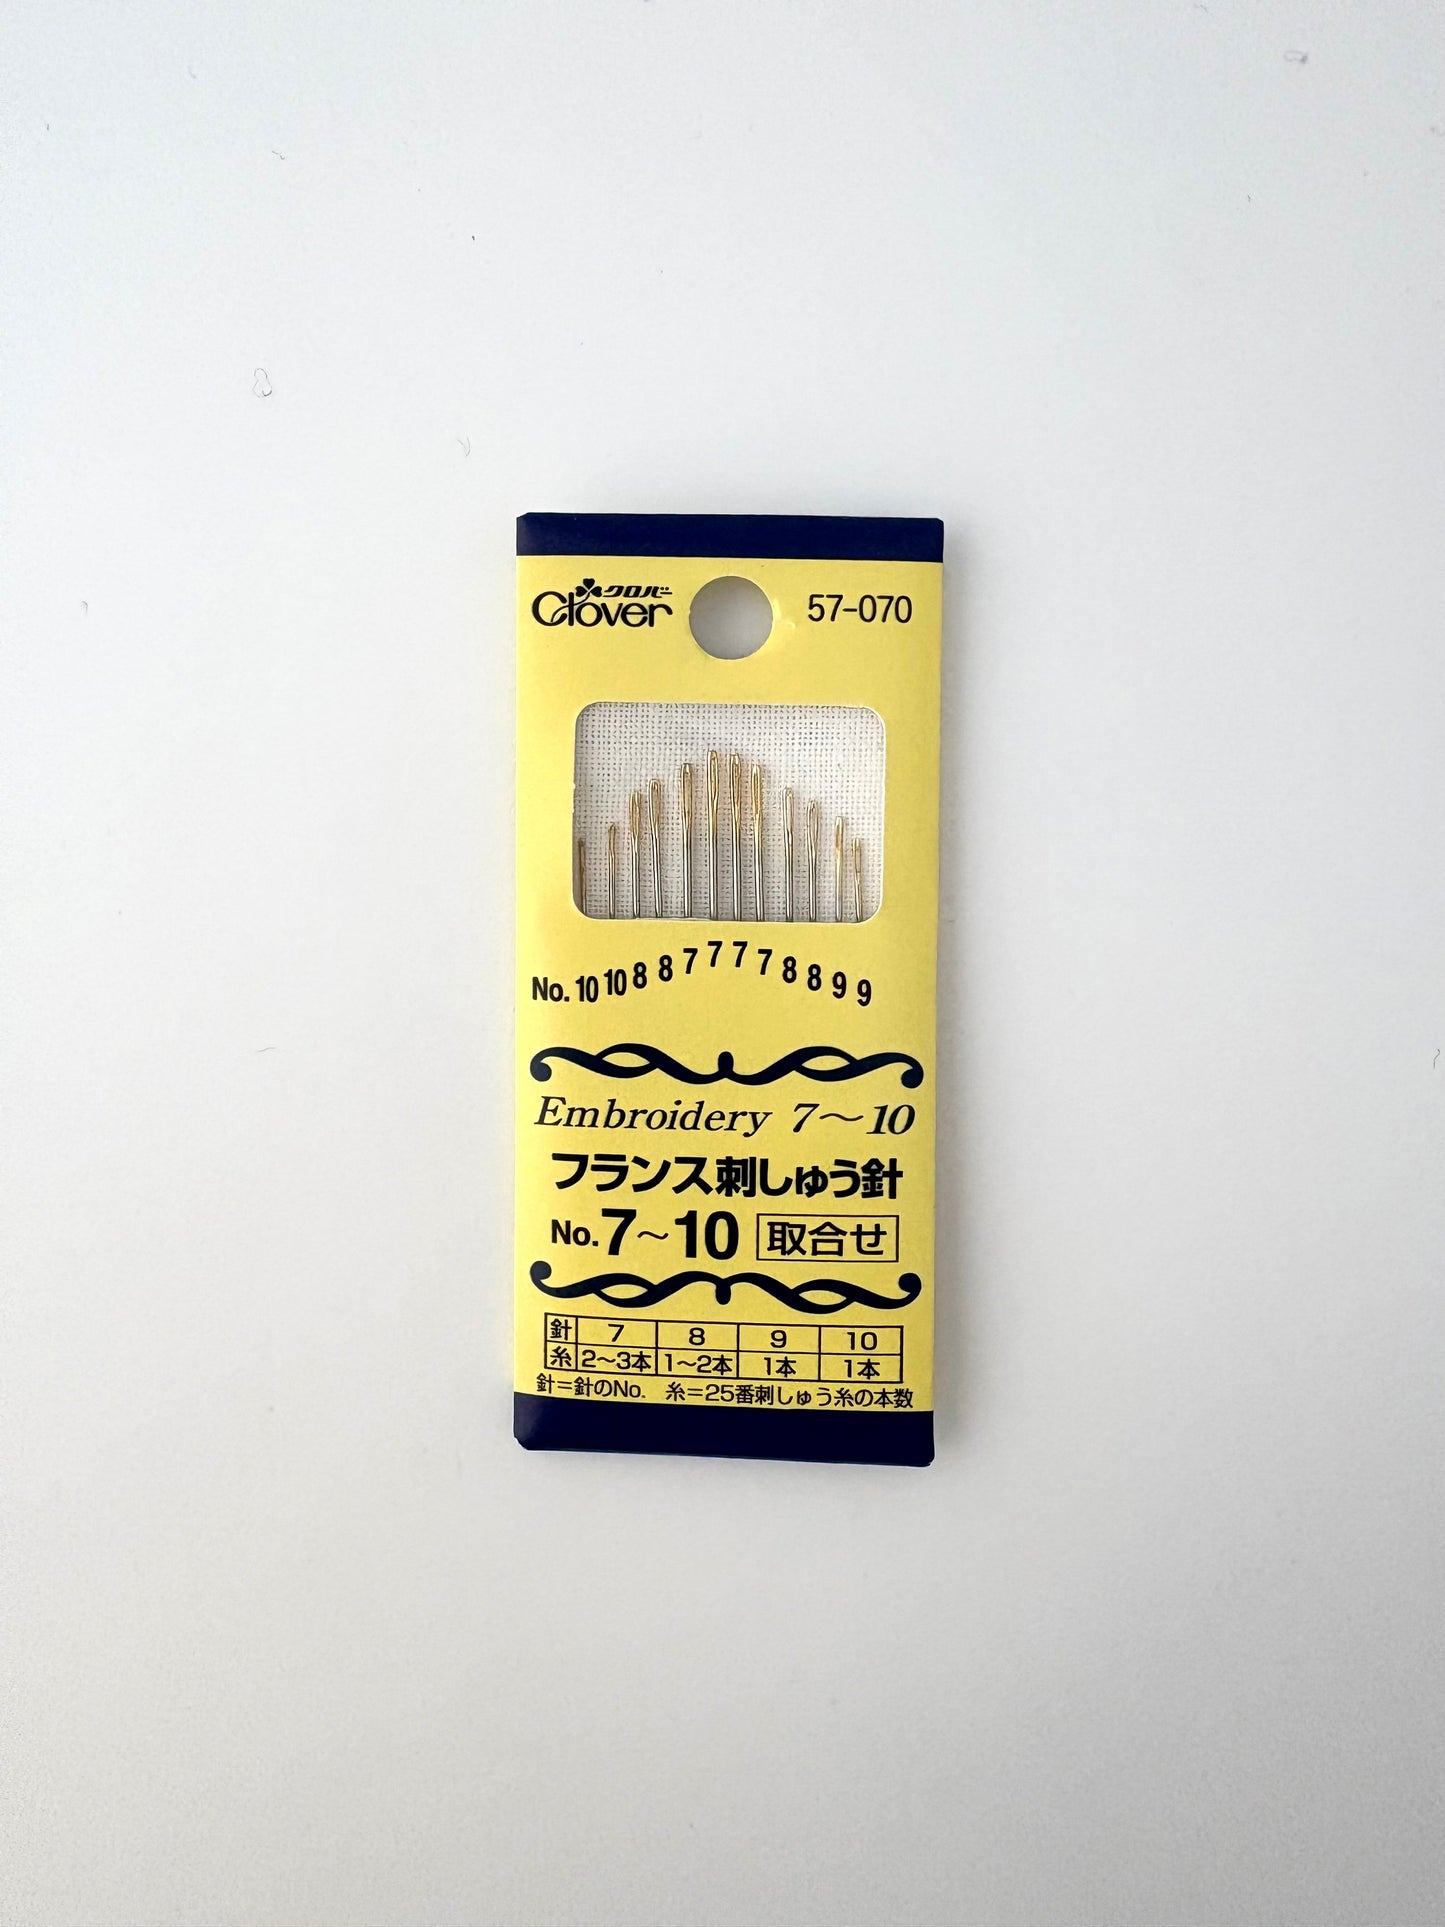 クロバー
Clover 57-070
No. 10 10 8 8 7 7 7 7 8 8 9 9
Embroidery 7～10
フランス刺しゅう針
No.7～10 取合せ
針 7 8 9 10
糸 2～3本 1～2本 1本 1本
針=針のNo. 糸=25番刺しゅう糸の本数